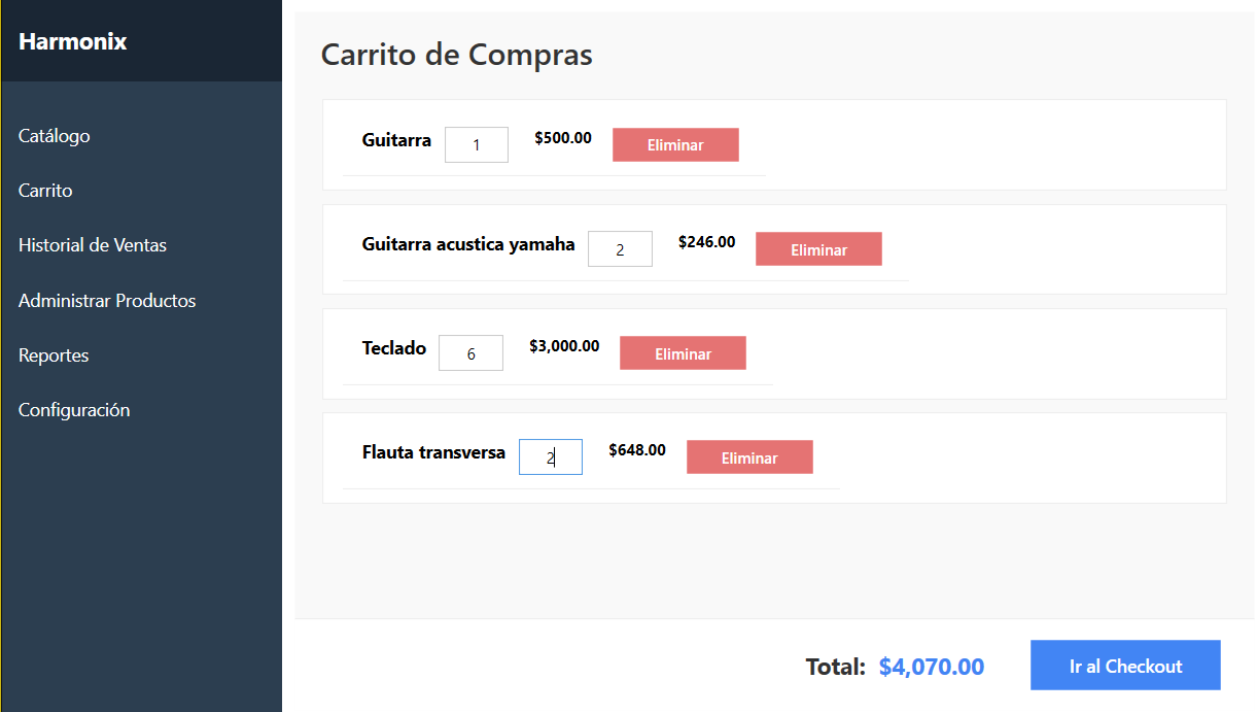 Harmonix
Catálogo
Carrito
Historial de Ventas
Administrar Productos
Reportes
Configuración
Carrito de Compras
Guitarra 1 $500.00 Eliminar
Guitarra acustica yamaha 2 $246.00 Eliminar
Teclado 6 $3,000.00 Eliminar
Flauta transversa 2 $648.00 Eliminar
Total: $4,070.00 Ir al Checkout